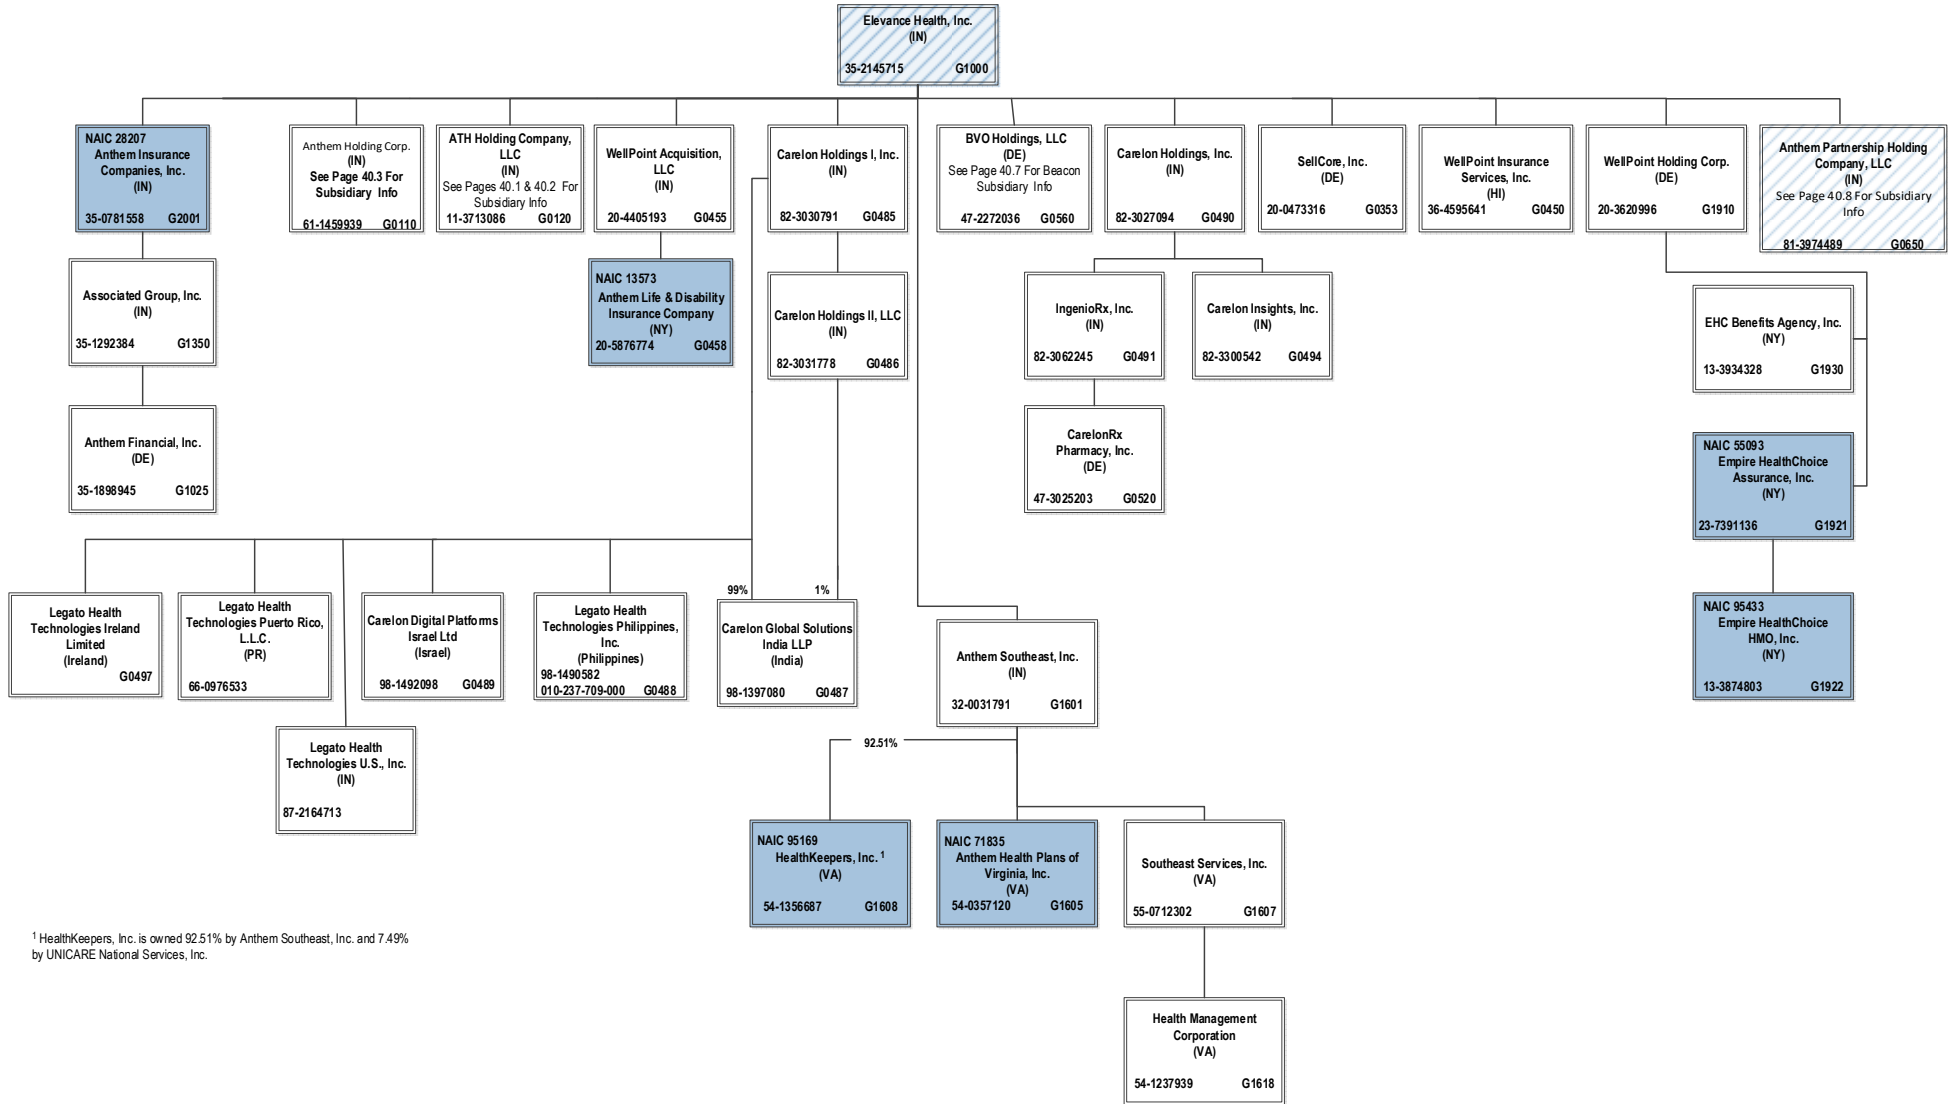 Elevance Health, Inc.
(IN)
35-2145715 G1000
NAIC 28207
Anthem Insurance
Companies, Inc.
(IN)
35-0781558 G2001
Anthem Holding Corp.
(IN)
See Page 40.3 For
Subsidiary Info
61-1459939 G0110
ATH Holding Company,
LLC
(IN)
See Pages 40.1 & 40.2 For
Subsidiary Info
11-3713086 G0120
WellPoint Acquisition,
LLC
(IN)
20-4405193 G0455
Carelon Holdings I, Inc.
(IN)
82-3030791 G0485
BVO Holdings, LLC
(DE)
See Page 40.7 For Beacon
Subsidiary Info
47-2272036 G0560
Carelon Holdings, Inc.
(IN)
82-3027094 G0490
SellCore, Inc.
(DE)
20-0473316 G0353
WellPoint Insurance
Services, Inc.
(HI)
36-4595641 G0450
WellPoint Holding Corp.
(DE)
20-3620996 G1910
Anthem Partnership Holding
Company, LLC
(IN)
See Page 40.8 For Subsidiary
Info
81-3974489 G0650
Associated Group, Inc.
(IN)
35-1292384 G1350
NAIC 13573
Anthem Life & Disability
Insurance Company
(NY)
20-5876774 G0458
Carelon Holdings II, LLC
(IN)
82-3031778 G0486
IngenioRx, Inc.
(IN)
82-3062245 G0491
Carelon Insights, Inc.
(IN)
82-3300542 G0494
EHC Benefits Agency, Inc.
(NY)
13-3934328 G1930
Anthem Financial, Inc.
(DE)
35-1898945 G1025
CarelonRx
Pharmacy, Inc.
(DE)
47-3025203 G0520
NAIC 55093
Empire HealthChoice
Assurance, Inc.
(NY)
23-7391136 G1921
99%
1%
Legato Health
Technologies Ireland
Limited
(Ireland)
G0497
Legato Health
Technologies Puerto Rico,
L.L.C.
(PR)
66-0976533
Carelon Digital Platforms
Israel Ltd
(Israel)
98-1492098 G0489
Legato Health
Technologies Philippines,
Inc.
(Philippines)
98-1490582
010-237-709-000 G0488
Carelon Global Solutions
India LLP
(India)
98-1397080 G0487
Anthem Southeast, Inc.
(IN)
32-0031791 G1601
NAIC 95433
Empire HealthChoice
HMO, Inc.
(NY)
13-3874803 G1922
Legato Health
Technologies U.S., Inc.
(IN)
87-2164713
92.51%
NAIC 95169
HealthKeepers, Inc. 1
(VA)
54-1356687 G1608
NAIC 71835
Anthem Health Plans of
Virginia, Inc.
(VA)
54-0357120 G1605
Southeast Services, Inc.
(VA)
55-0712302 G1607
1 HealthKeepers, Inc. is owned 92.51% by Anthem Southeast, Inc. and 7.49%
by UNICARE National Services, Inc.
Health Management
Corporation
(VA)
54-1237939 G1618